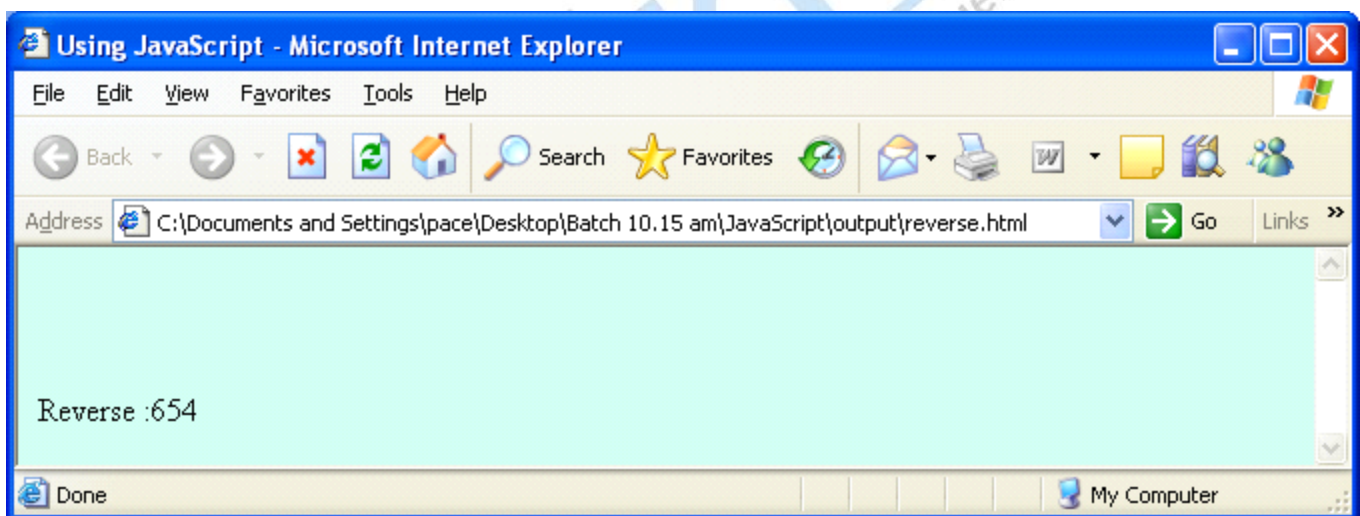 Using JavaScript - Microsoft Internet Explorer
File Edit View Favorites Tools Help
Back Search Favorites W
Address C:\Documents and Settings\pace\Desktop\Batch 10.15 am\JavaScript\output\reverse.html Go Links »
Reverse :654
Done My Computer